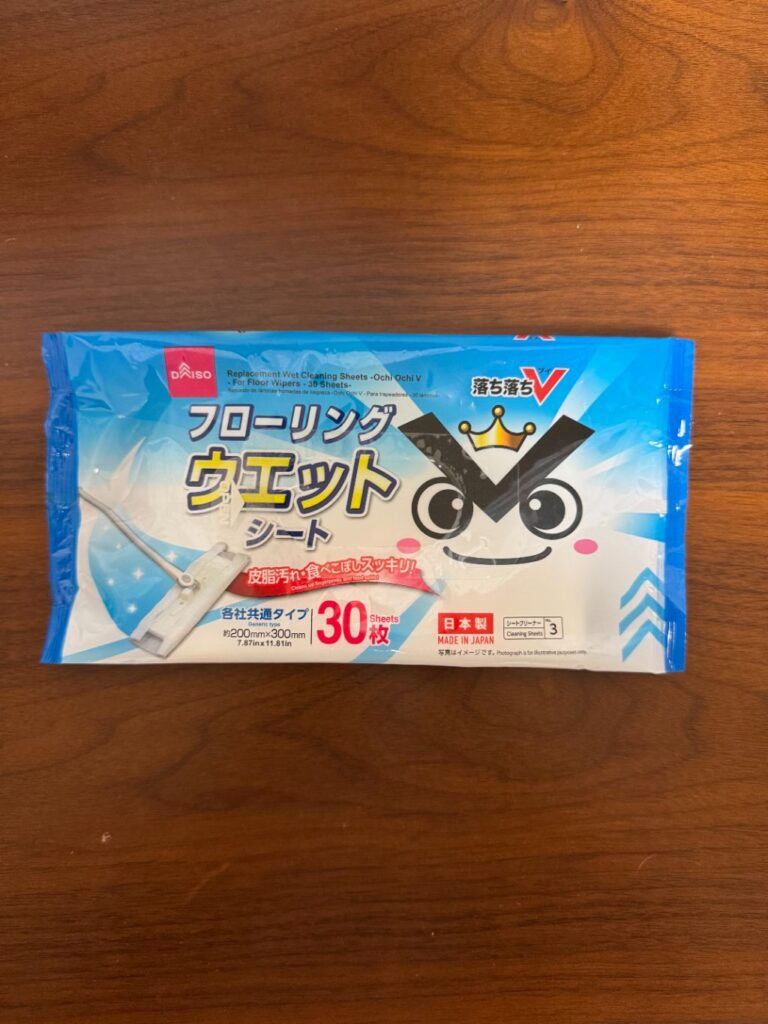 DAISO
Replacement Wet Cleaning Sheets -Ochi Ochi V
- For Floor Wipers - 30 Sheets-
落ち落ちV
ブイ
フローリング
ウエット
シート
皮脂汚れ・食べこぼしスッキリ!
各社共通タイプ
Generic type
約200mm×300mm
7.87in x 11.81in
30枚
Sheets
日本製
MADE IN JAPAN
シートクリーナー No. 3
Cleaning Sheets
写真はイメージです。Photograph is for illustrative purposes only.